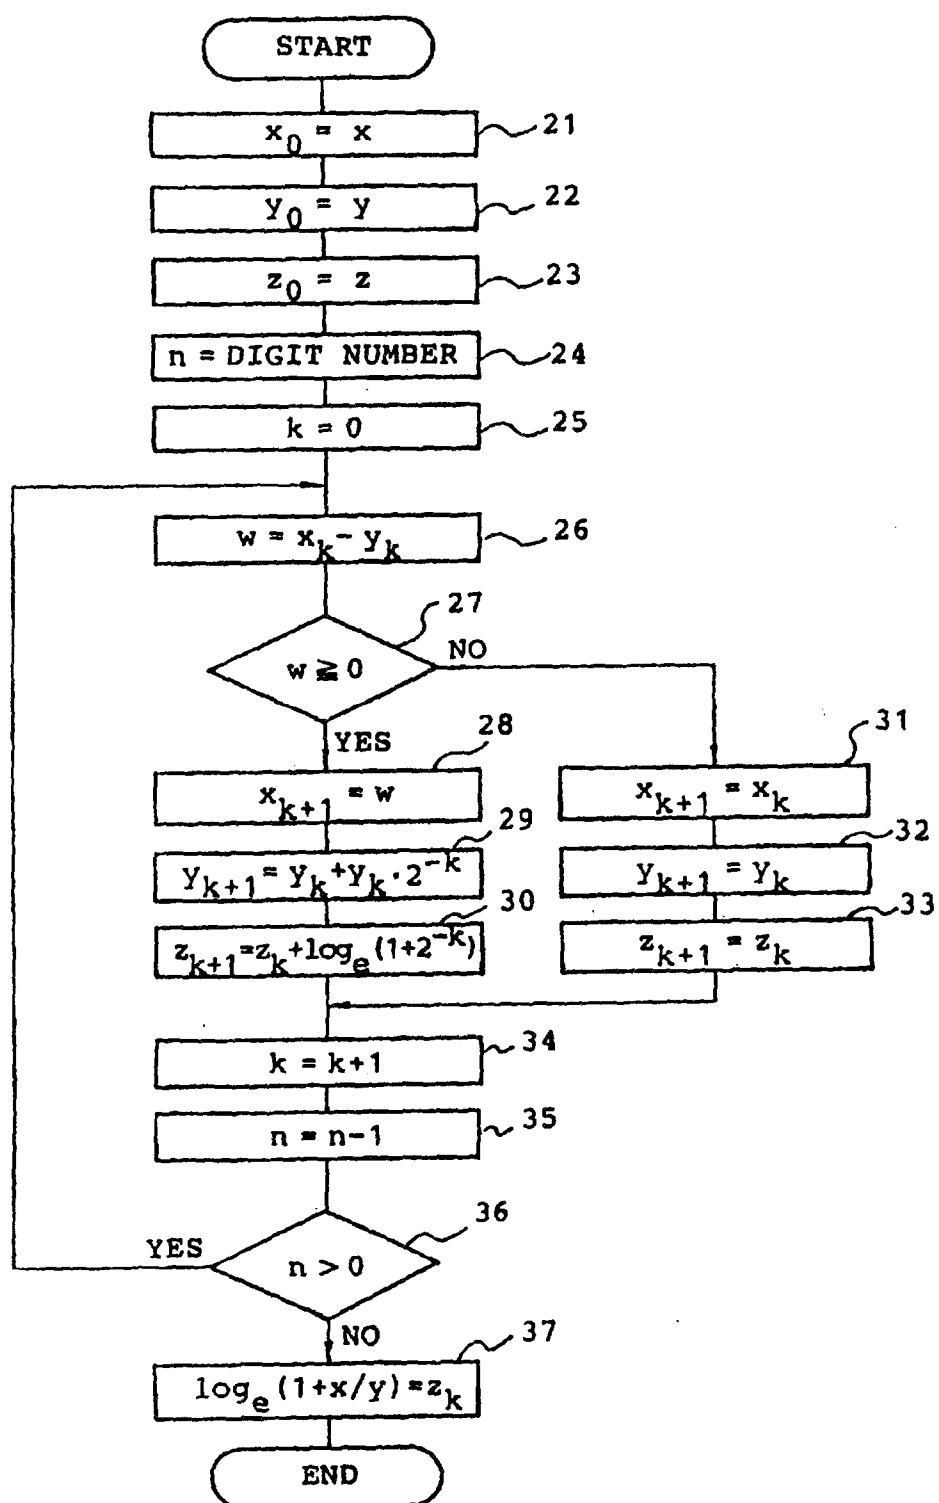 START
x₀ = x 21
y₀ = y 22
z₀ = z 23
n = DIGIT NUMBER 24
k = 0 25
w = xₖ - yₖ 26
27
w ≧ 0 NO
YES 28 31
xₖ₊₁ = w xₖ₊₁ = xₖ
29 32
yₖ₊₁ = yₖ + yₖ · 2⁻ᵏ yₖ₊₁ = yₖ
30 33
zₖ₊₁ = zₖ + logₑ (1+2⁻ᵏ) zₖ₊₁ = zₖ
34
k = k+1
35
n = n-1
36
YES n > 0
NO 37
logₑ (1+x/y) = zₖ
END